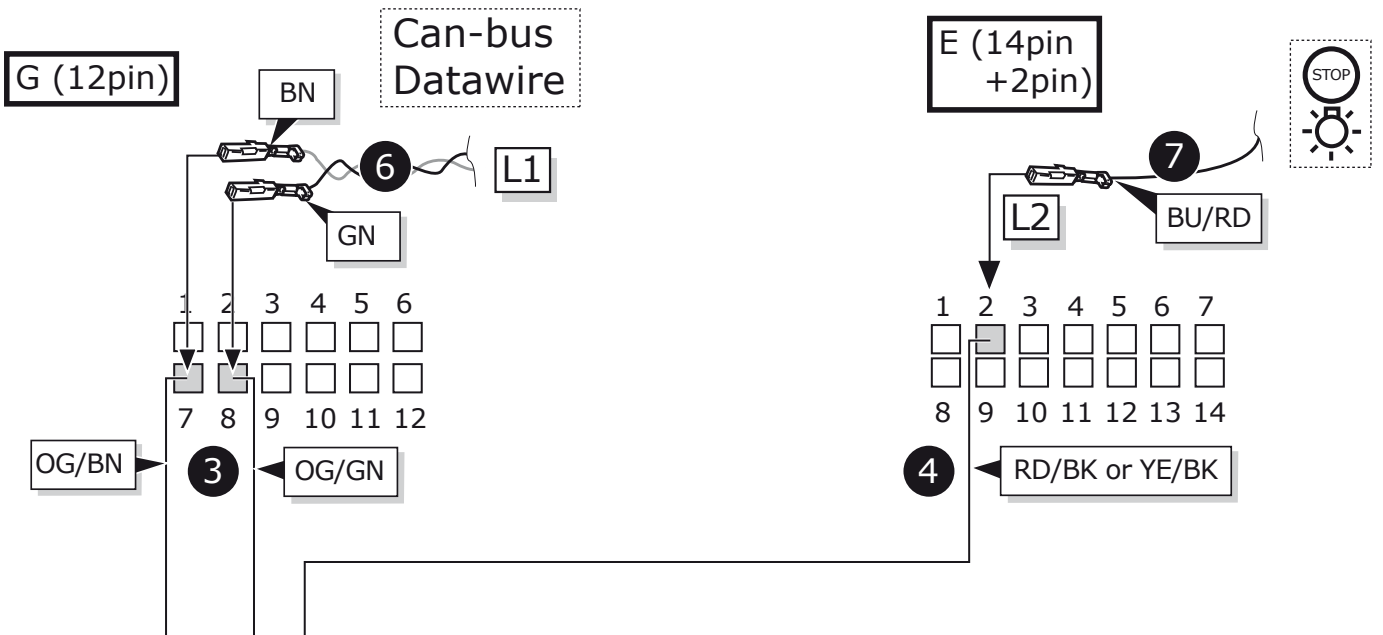 G (12pin)
Can-bus
Datawire
BN
6
L1
GN
1 2 3 4 5 6
7 8 9 10 11 12
OG/BN
3
OG/GN
E (14pin
+2pin)
STOP
7
L2
BU/RD
1 2 3 4 5 6 7
8 9 10 11 12 13 14
4
RD/BK or YE/BK